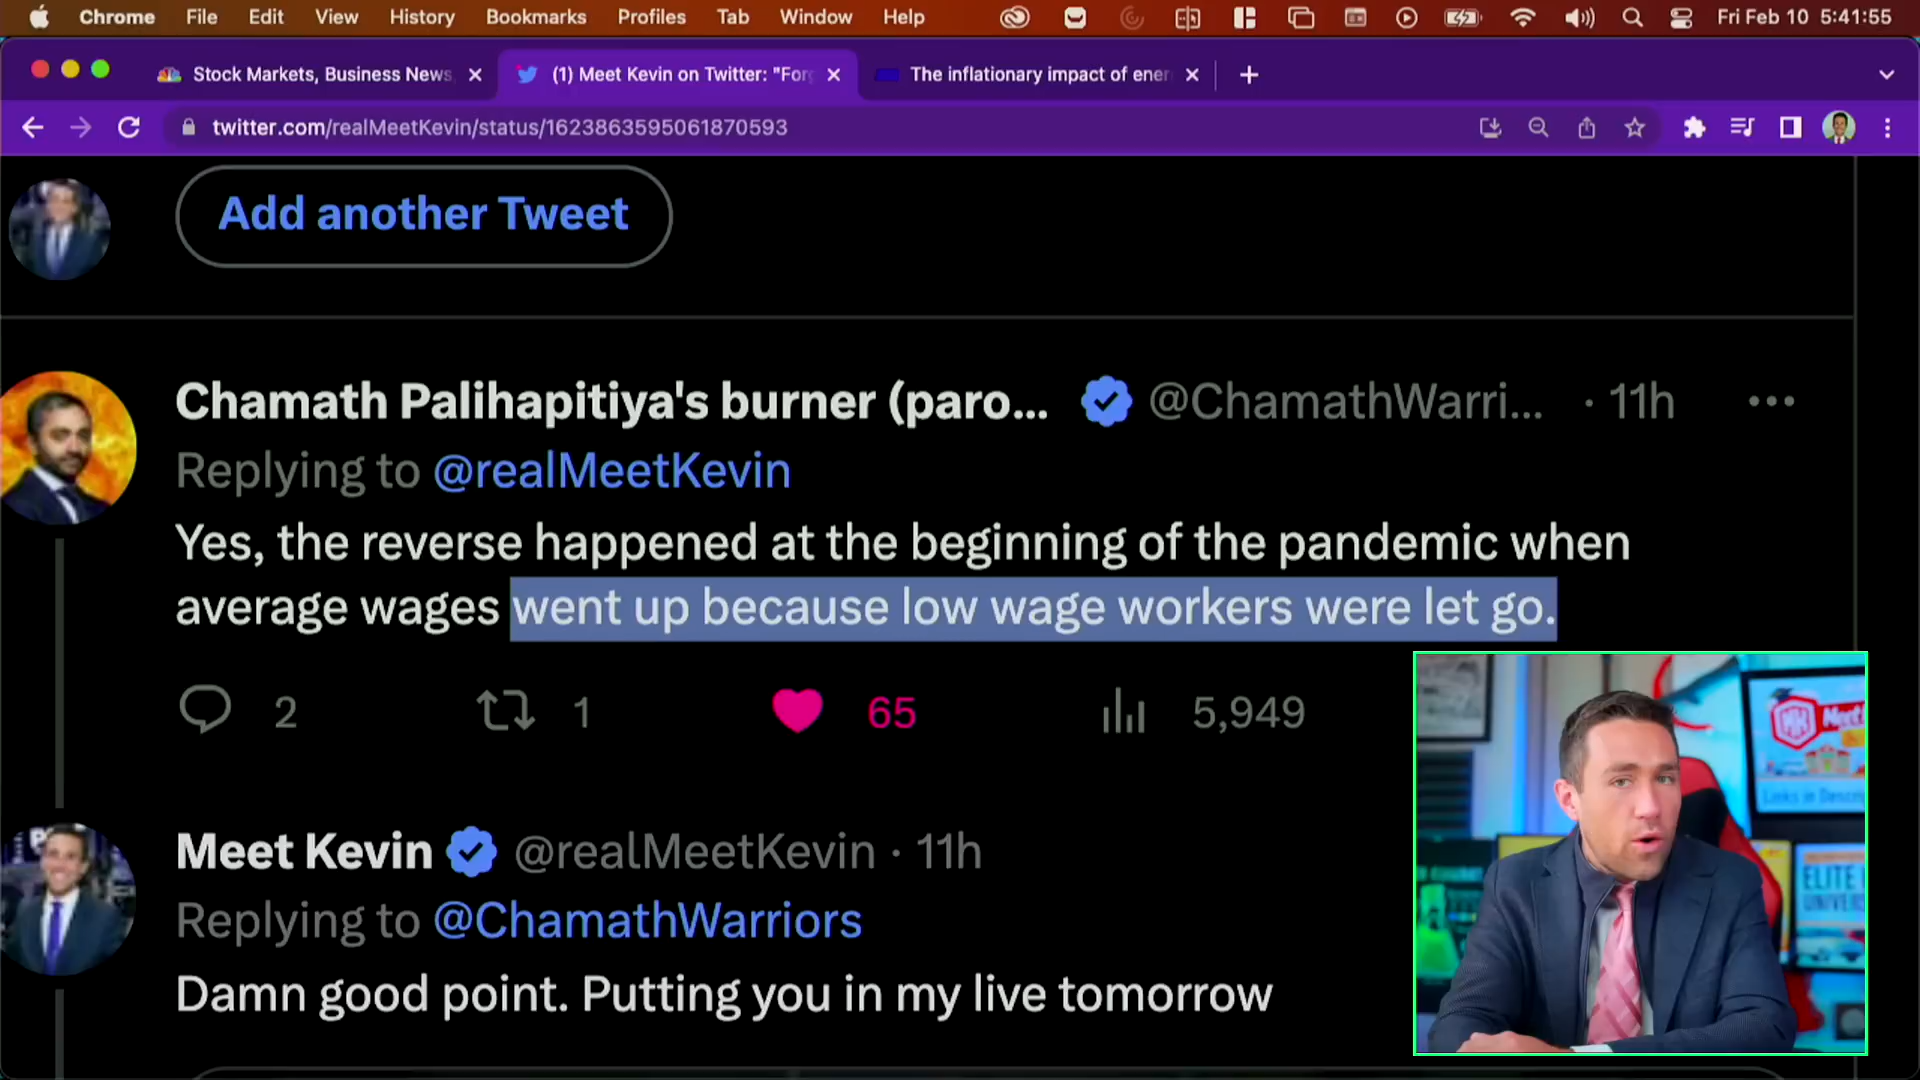 Chrome File Edit View History Bookmarks Profiles Tab Window Help Fri Feb 10 5:41:55
Stock Markets, Business News (1) Meet Kevin on Twitter: "For The inflationary impact of ener
twitter.com/realMeetKevin/status/1623863595061870593
Add another Tweet
Chamath Palihapitiya's burner (paro... @ChamathWarri... · 11h
Replying to @realMeetKevin
Yes, the reverse happened at the beginning of the pandemic when
average wages went up because low wage workers were let go.
2 1 65 5,949
Meet Kevin @realMeetKevin · 11h
Replying to @ChamathWarriors
Damn good point. Putting you in my live tomorrow
Meet
Links in
ELITE